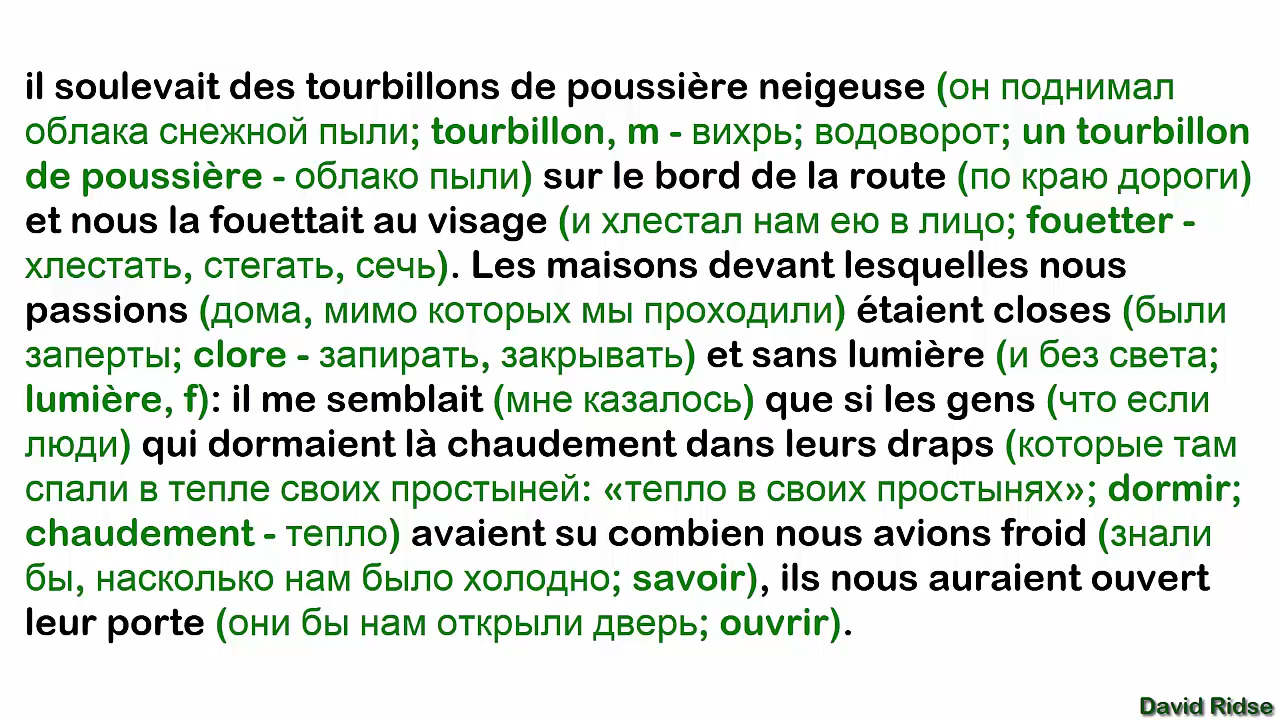 il soulevait des tourbillons de poussière neigeuse (он поднимал
облака снежной пыли; tourbillon, m - вихрь; водоворот; un tourbillon
de poussière - облако пыли) sur le bord de la route (по краю дороги)
et nous la fouettait au visage (и хлестал нам ею в лицо; fouetter -
хлестать, стегать, сечь). Les maisons devant lesquelles nous
passions (дома, мимо которых мы проходили) étaient closes (были
заперты; clore - запирать, закрывать) et sans lumière (и без света;
lumière, f): il me semblait (мне казалось) que si les gens (что если
люди) qui dormaient là chaudement dans leurs draps (которые там
спали в тепле своих простыней: «тепло в своих простынях»; dormir;
chaudement - тепло) avaient su combien nous avions froid (знали
бы, насколько нам было холодно; savoir), ils nous auraient ouvert
leur porte (они бы нам открыли дверь; ouvrir).
David Ridse